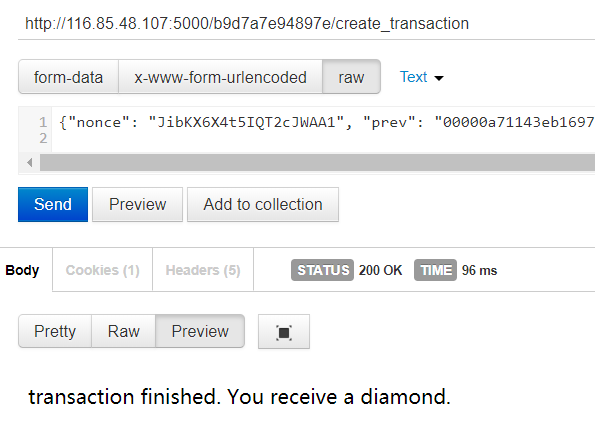 http://116.85.48.107:5000/b9d7a7e94897e/create_transaction
form-data x-www-form-urlencoded raw Text
1 {"nonce": "JibKX6X4t5IQT2cJWAA1", "prev": "00000a71143eb1697
2
Send Preview Add to collection
Body Cookies (1) Headers (5) STATUS 200 OK TIME 96 ms
Pretty Raw Preview
transaction finished. You receive a diamond.